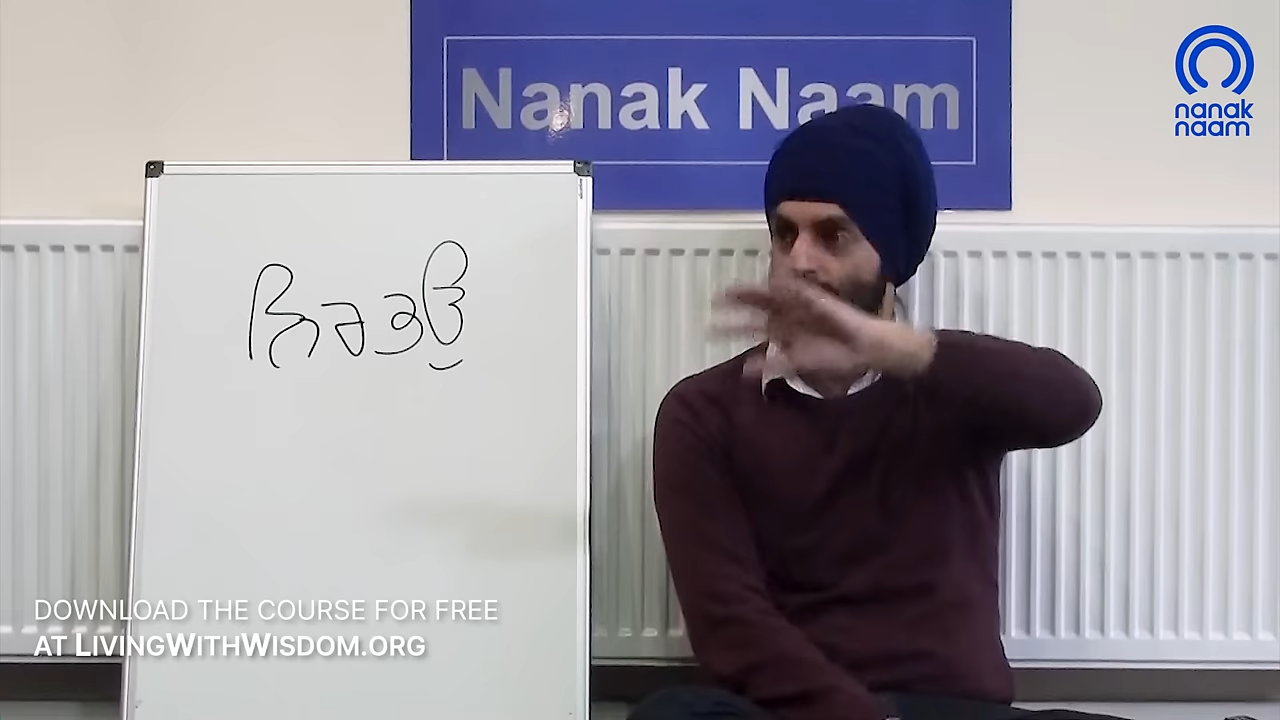 Nanak Naam
nanak
naam
ਨਿਰਭਉ
DOWNLOAD THE COURSE FOR FREE
AT LIVINGWITHWISDOM.ORG